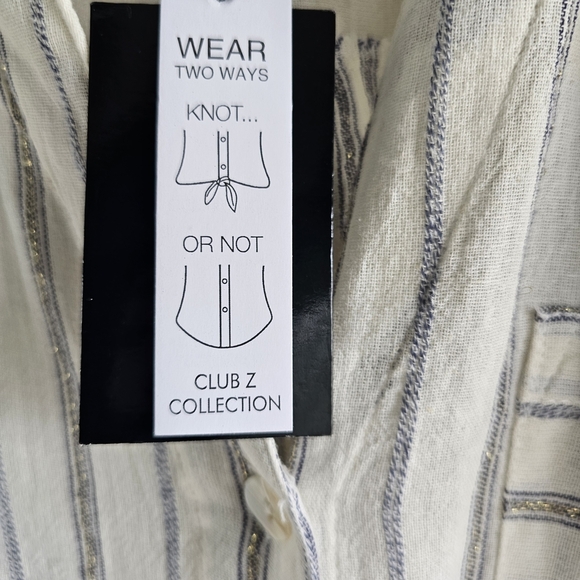 WEAR
TWO WAYS
KNOT...
OR NOT
CLUB Z
COLLECTION